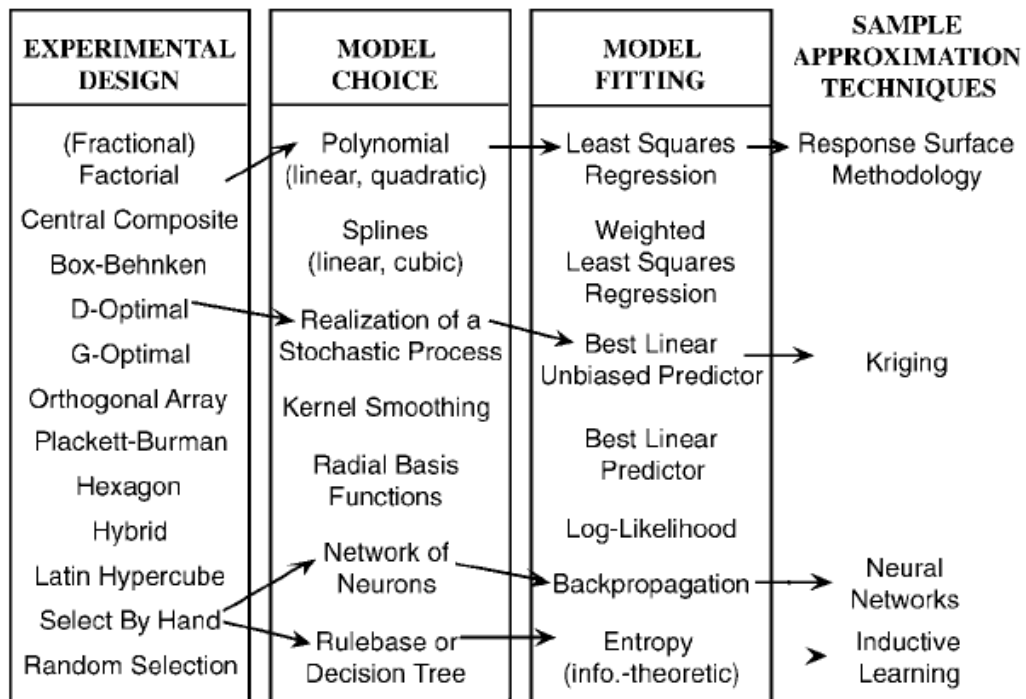 EXPERIMENTAL
DESIGN
(Fractional)
Factorial
Central Composite
Box-Behnken
D-Optimal
G-Optimal
Orthogonal Array
Plackett-Burman
Hexagon
Hybrid
Latin Hypercube
Select By Hand
Random Selection
MODEL
CHOICE
Polynomial
(linear, quadratic)
Splines
(linear, cubic)
Realization of a
Stochastic Process
Kernel Smoothing
Radial Basis
Functions
Network of
Neurons
Rulebase or
Decision Tree
MODEL
FITTING
Least Squares
Regression
Weighted
Least Squares
Regression
Best Linear
Unbiased Predictor
Best Linear
Predictor
Log-Likelihood
Backpropagation
Entropy
(info.-theoretic)
SAMPLE
APPROXIMATION
TECHNIQUES
Response Surface
Methodology
Kriging
Neural
Networks
Inductive
Learning